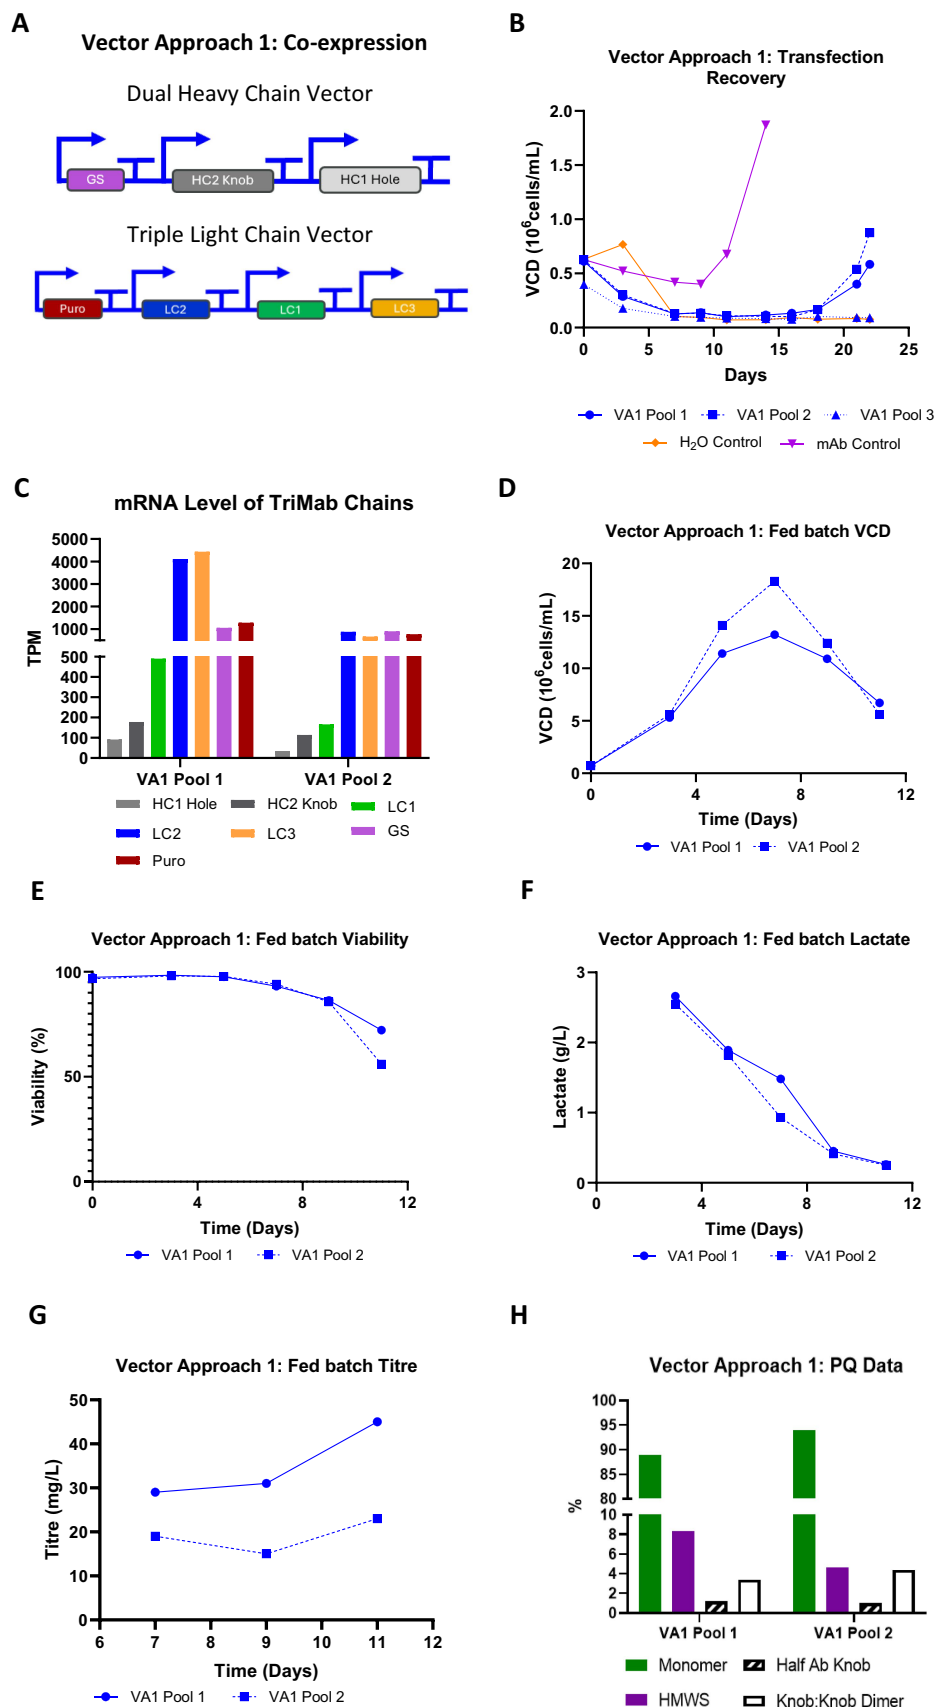 A
Vector Approach 1: Co-expression
Dual Heavy Chain Vector
GS
HC2 Knob
HC1 Hole
Triple Light Chain Vector
Puro
LC2
LC1
LC3
B
Vector Approach 1: Transfection
Recovery
VCD (10⁶cells/mL)
2.0
1.5
1.0
0.5
0.0
0 5 10 15 20 25
Days
VA1 Pool 1 VA1 Pool 2 VA1 Pool 3
H₂O Control mAb Control
C
mRNA Level of TriMab Chains
TPM
5000
4000
3000
2000
1000
500
400
300
200
100
0
VA1 Pool 1 VA1 Pool 2
HC1 Hole HC2 Knob LC1
LC2 LC3 GS
Puro
D
Vector Approach 1: Fed batch VCD
VCD (10⁶cells/mL)
20
15
10
5
0
0 4 8 12
Time (Days)
VA1 Pool 1 VA1 Pool 2
E
Vector Approach 1: Fed batch Viability
Viability (%)
100
50
0
0 4 8 12
Time (Days)
VA1 Pool 1 VA1 Pool 2
F
Vector Approach 1: Fed batch Lactate
Lactate (g/L)
3
2
1
0
0 4 8 12
Time (Days)
VA1 Pool 1 VA1 Pool 2
G
Vector Approach 1: Fed batch Titre
Titre (mg/L)
50
40
30
20
10
0
6 7 8 9 10 11 12
Time (Days)
VA1 Pool 1 VA1 Pool 2
H
Vector Approach 1: PQ Data
%
100
95
90
85
80
10
8
6
4
2
0
VA1 Pool 1 VA1 Pool 2
Monomer Half Ab Knob
HMWS Knob:Knob Dimer